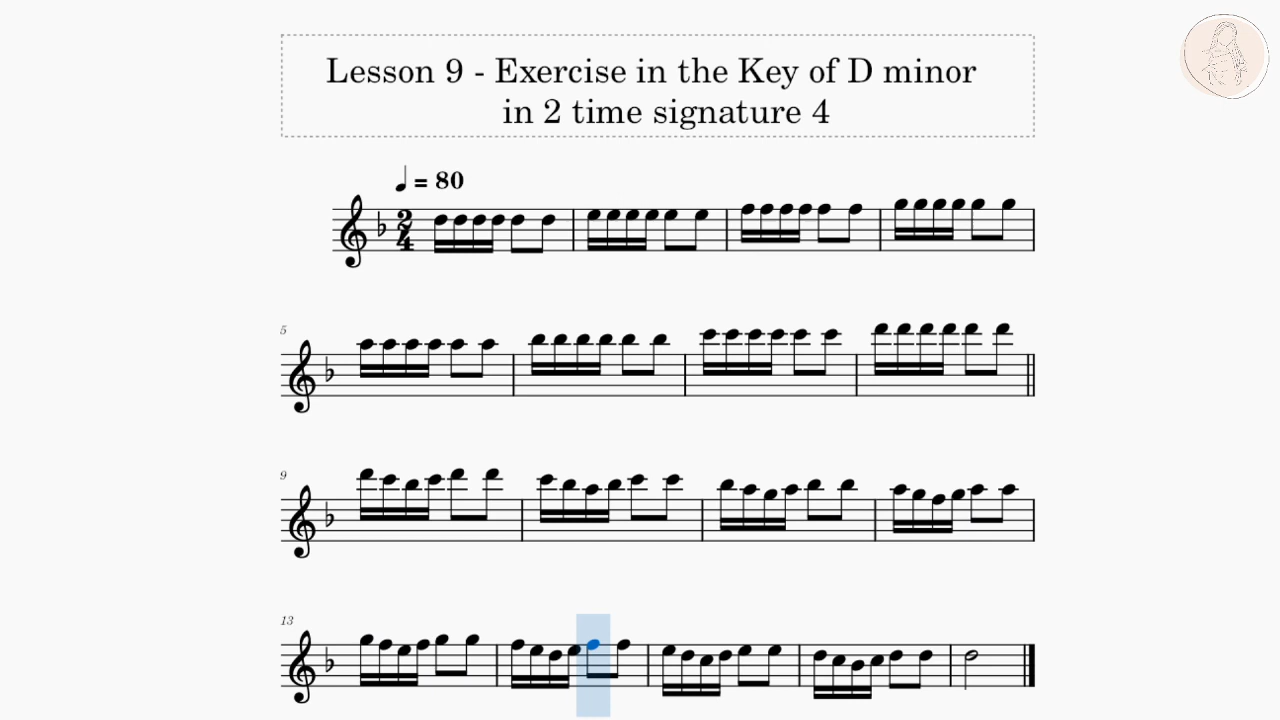 Lesson 9 - Exercise in the Key of D minor
in 2 time signature 4
♩ = 80
2
4
5
9
13